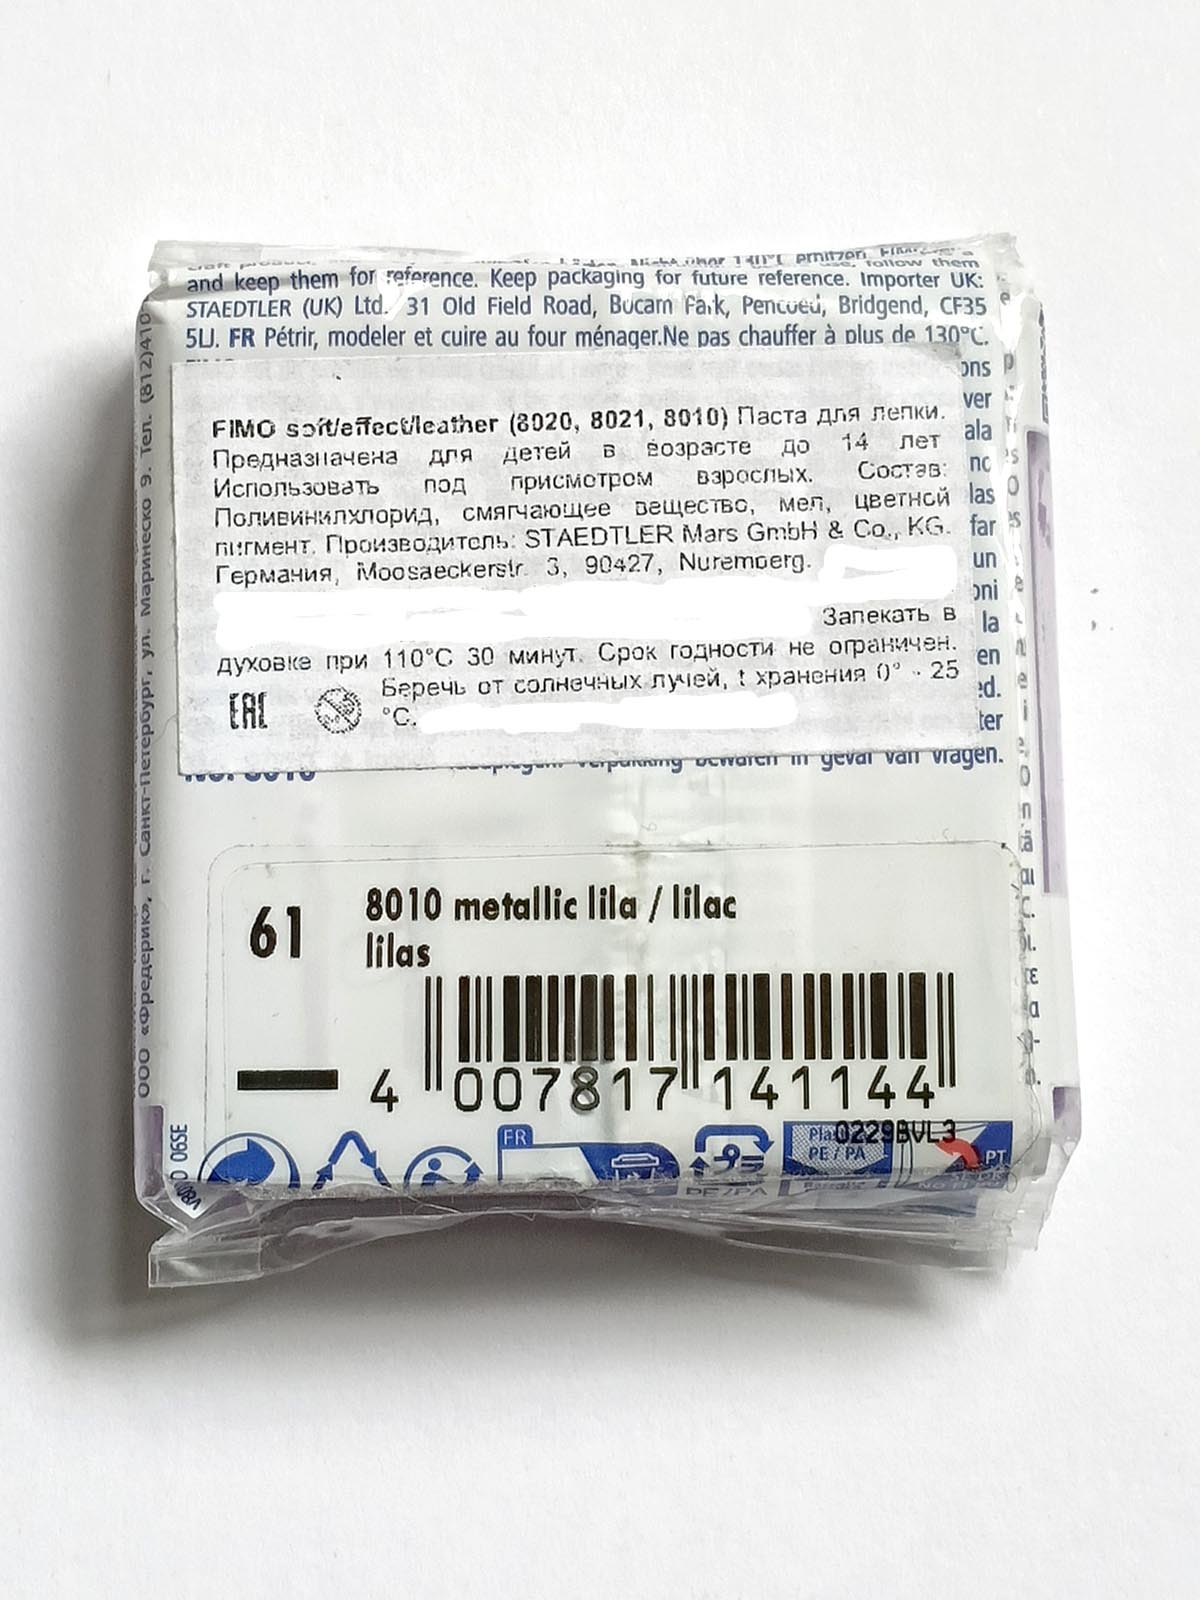 and keep them for reference. Keep packaging for future reference. Importer UK:
STAEDTLER (UK) Ltd. 31 Old Field Road, Bocam Park, Pencoed, Bridgend, CF35
5LJ. FR Pétrir, modeler et cuire au four ménager.Ne pas chauffer à plus de 130°C.
FIMO soft/effect/leather (8020, 8021, 8010) Паста для лепки.
Предназначена для детей в возрасте до 14 лет
Использовать под присмотром взрослых. Состав:
Поливинилхлорид, смягчающее вещество, мел, цветной
пигмент. Производитель: STAEDTLER Mars GmbH & Co., KG.
Германия, Moosaeckerstr. 3, 90427, Nuremberg.
Запекать в
духовке при 110°C 30 минут. Срок годности не ограничен.
Беречь от солнечных лучей, t хранения 0° - 25
°C.
EAC
verpakking bewaren in geval van vragen.
61
8010 metallic lila / lilac
lilas
4 007817 141144
0229BVL3
FR
PE / PA
PE/PA
PT
06SE
ООО «Фредерик», г. Санкт-Петербург, ул. Маринеско 9. Тел. (812)410